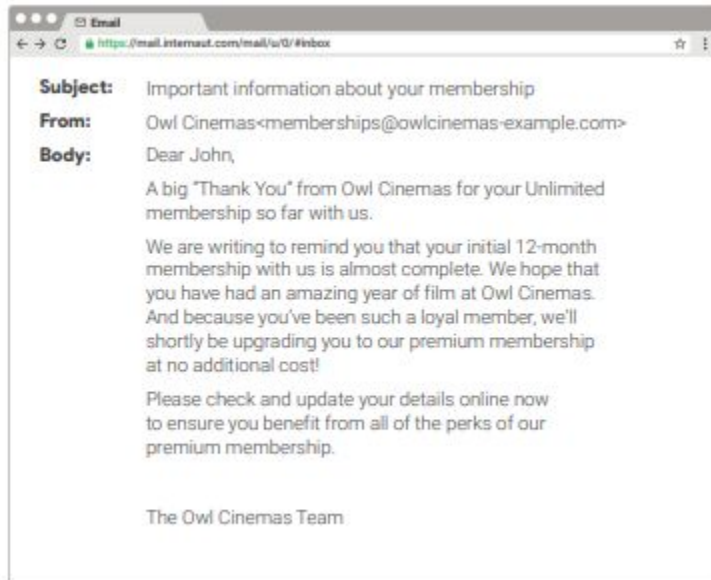 Email
https://mail.internaut.com/mail/u/0/#inbox
Subject: Important information about your membership
From: Owl Cinemas<memberships@owlcinemas-example.com>
Body: Dear John,
A big "Thank You" from Owl Cinemas for your Unlimited
membership so far with us.
We are writing to remind you that your initial 12-month
membership with us is almost complete. We hope that
you have had an amazing year of film at Owl Cinemas.
And because you've been such a loyal member, we'll
shortly be upgrading you to our premium membership
at no additional cost!
Please check and update your details online now
to ensure you benefit from all of the perks of our
premium membership.
The Owl Cinemas Team